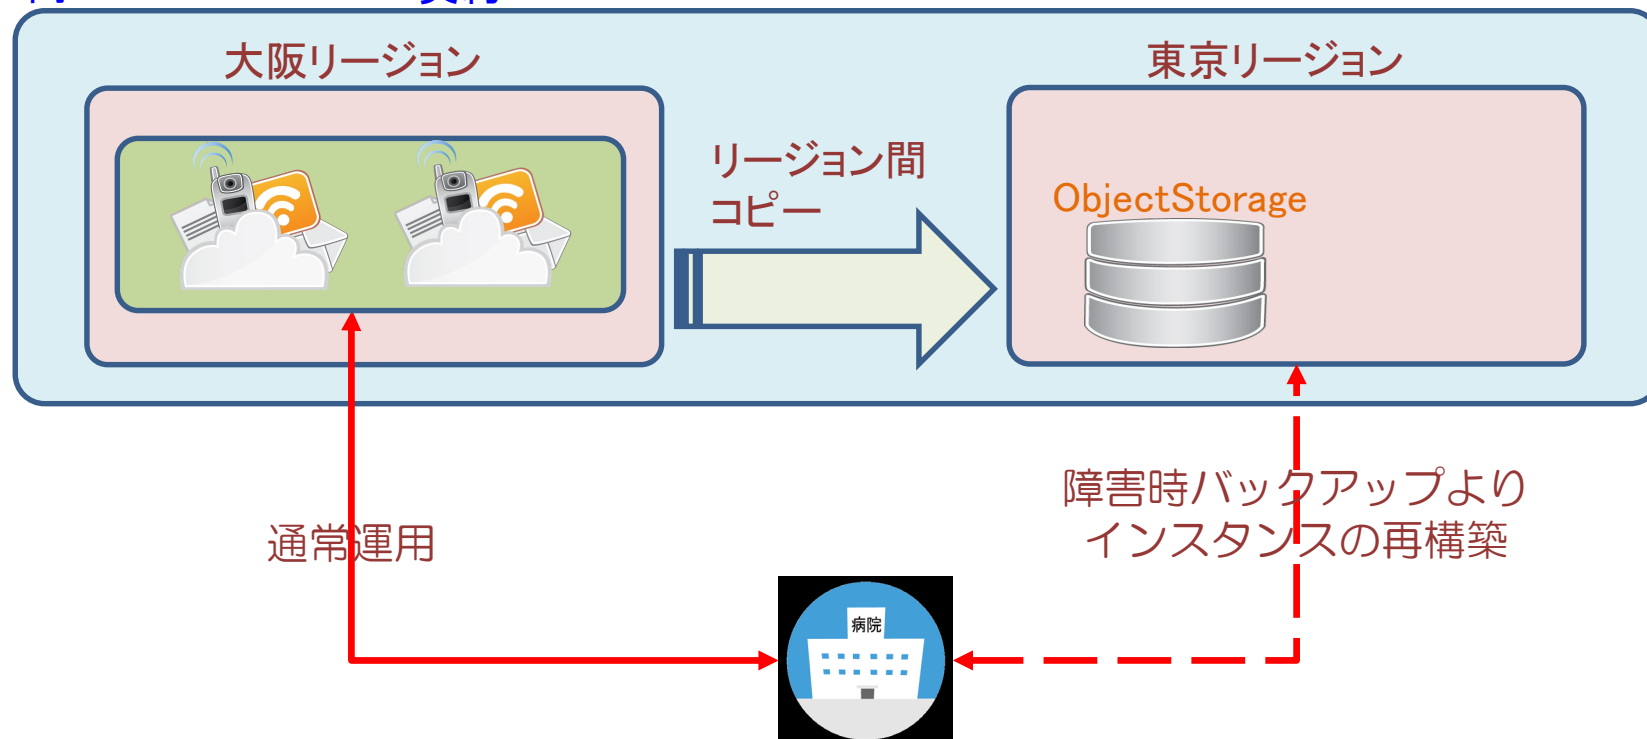 大阪リージョン
東京リージョン
リージョン間
コピー
ObjectStorage
通常運用
障害時バックアップより
インスタンスの再構築
病院